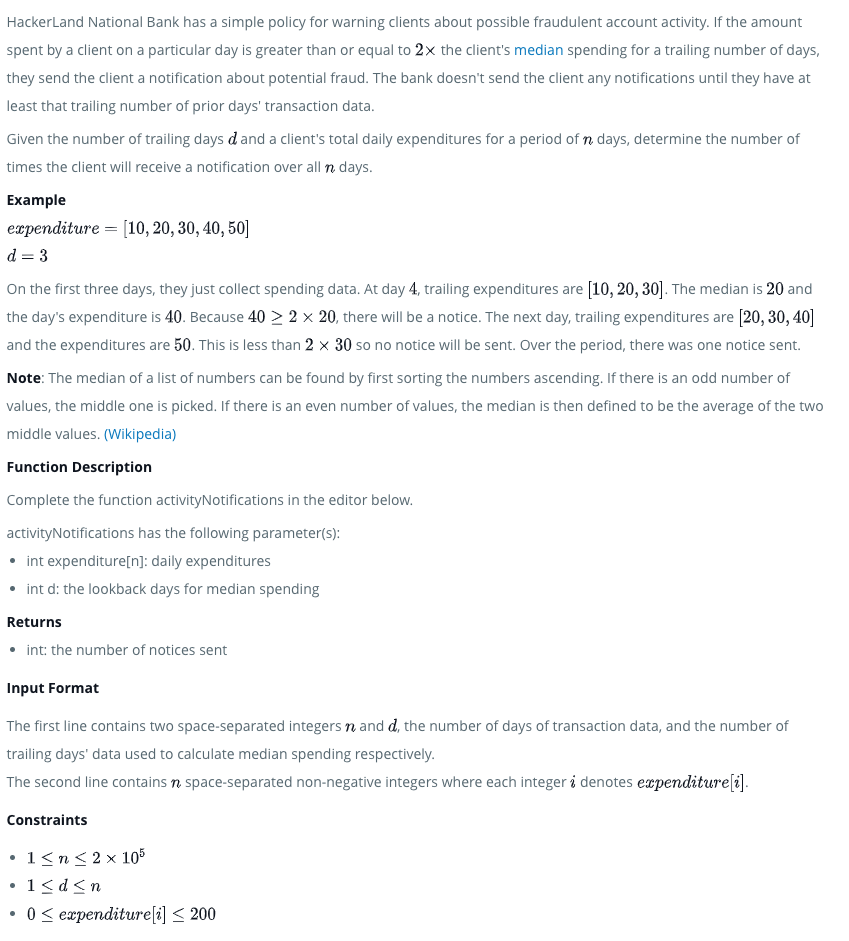 HackerLand National Bank has a simple policy for warning clients about possible fraudulent account activity. If the amount
spent by a client on a particular day is greater than or equal to 2× the client's median spending for a trailing number of days,
they send the client a notification about potential fraud. The bank doesn't send the client any notifications until they have at
least that trailing number of prior days' transaction data.
Given the number of trailing days d and a client's total daily expenditures for a period of n days, determine the number of
times the client will receive a notification over all n days.
Example
expenditure = [10, 20, 30, 40, 50]
d = 3
On the first three days, they just collect spending data. At day 4, trailing expenditures are [10, 20, 30]. The median is 20 and
the day's expenditure is 40. Because 40 ≥ 2 × 20, there will be a notice. The next day, trailing expenditures are [20, 30, 40]
and the expenditures are 50. This is less than 2 × 30 so no notice will be sent. Over the period, there was one notice sent.
Note: The median of a list of numbers can be found by first sorting the numbers ascending. If there is an odd number of
values, the middle one is picked. If there is an even number of values, the median is then defined to be the average of the two
middle values. (Wikipedia)
Function Description
Complete the function activityNotifications in the editor below.
activityNotifications has the following parameter(s):
• int expenditure[n]: daily expenditures
• int d: the lookback days for median spending
Returns
• int: the number of notices sent
Input Format
The first line contains two space-separated integers n and d, the number of days of transaction data, and the number of
trailing days' data used to calculate median spending respectively.
The second line contains n space-separated non-negative integers where each integer i denotes expenditure[i].
Constraints
• 1 ≤ n ≤ 2 × 10⁵
• 1 ≤ d ≤ n
• 0 ≤ expenditure[i] ≤ 200